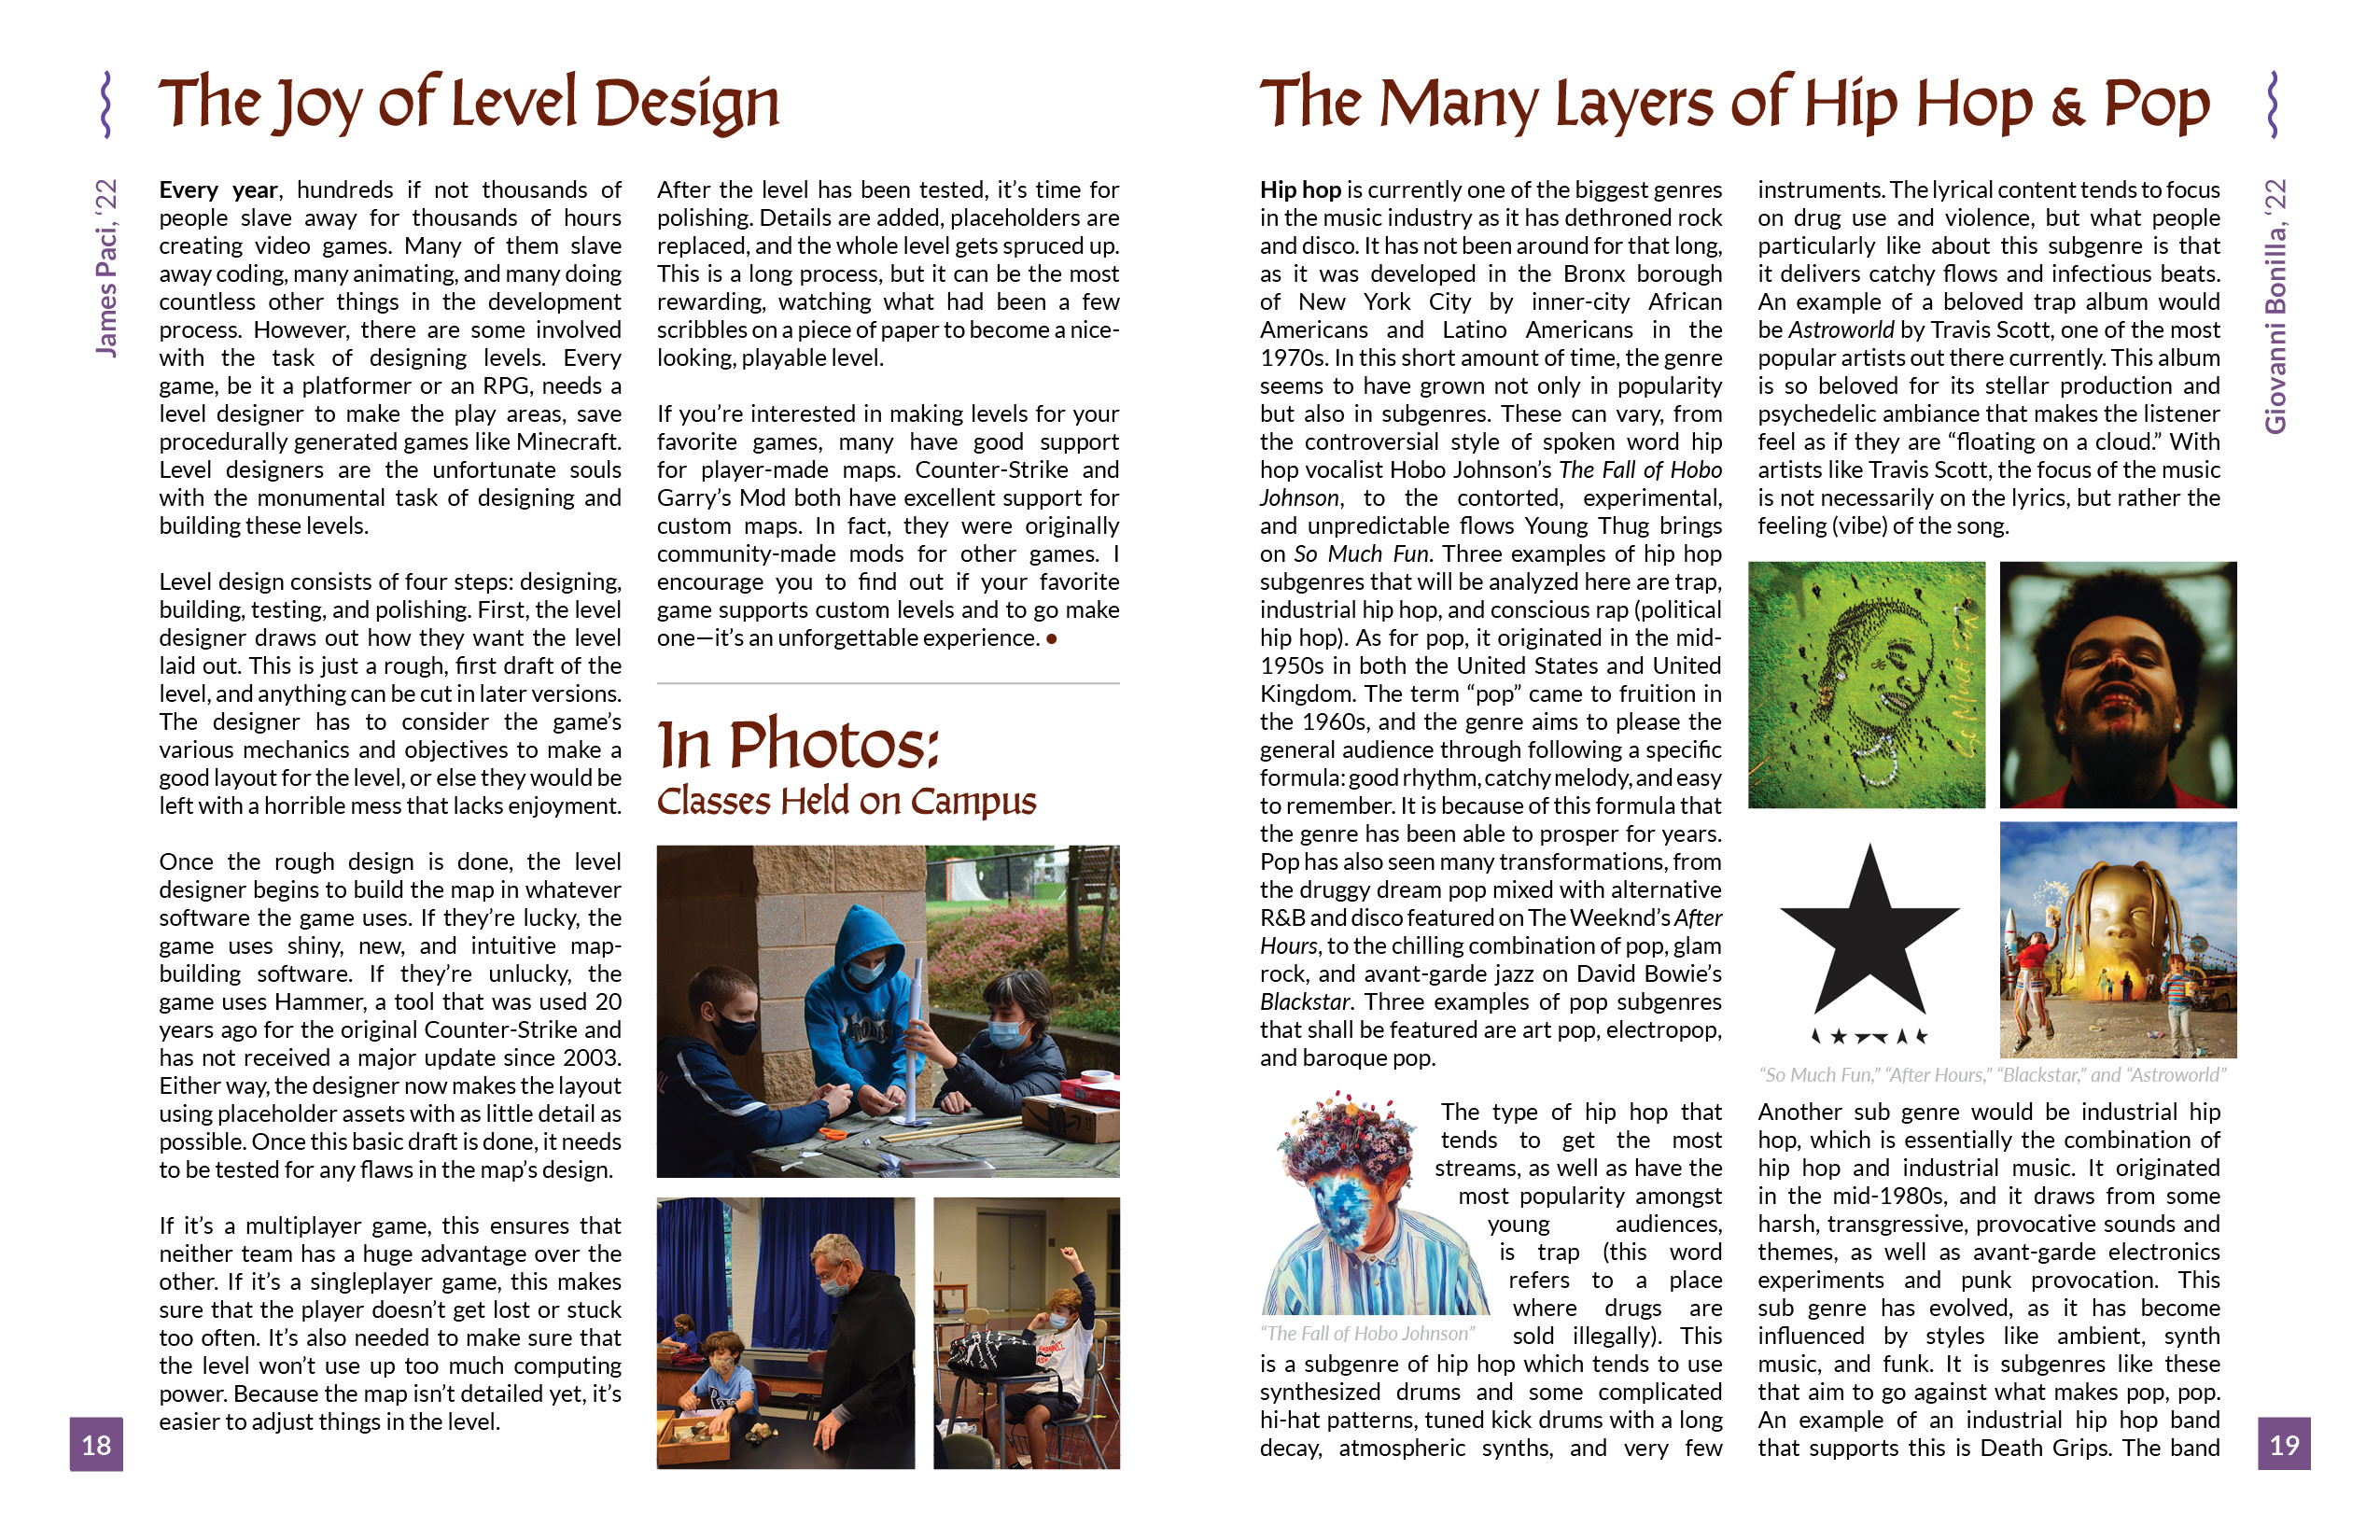 The Joy of Level Design
James Paci, ‘22
Every year, hundreds if not thousands of
people slave away for thousands of hours
creating video games. Many of them slave
away coding, many animating, and many doing
countless other things in the development
process. However, there are some involved
with the task of designing levels. Every
game, be it a platformer or an RPG, needs a
level designer to make the play areas, save
procedurally generated games like Minecraft.
Level designers are the unfortunate souls
with the monumental task of designing and
building these levels.
Level design consists of four steps: designing,
building, testing, and polishing. First, the level
designer draws out how they want the level
laid out. This is just a rough, first draft of the
level, and anything can be cut in later versions.
The designer has to consider the game’s
various mechanics and objectives to make a
good layout for the level, or else they would be
left with a horrible mess that lacks enjoyment.
Once the rough design is done, the level
designer begins to build the map in whatever
software the game uses. If they’re lucky, the
game uses shiny, new, and intuitive map-
building software. If they’re unlucky, the
game uses Hammer, a tool that was used 20
years ago for the original Counter-Strike and
has not received a major update since 2003.
Either way, the designer now makes the layout
using placeholder assets with as little detail as
possible. Once this basic draft is done, it needs
to be tested for any flaws in the map’s design.
If it’s a multiplayer game, this ensures that
neither team has a huge advantage over the
other. If it’s a singleplayer game, this makes
sure that the player doesn’t get lost or stuck
too often. It’s also needed to make sure that
the level won’t use up too much computing
power. Because the map isn’t detailed yet, it’s
easier to adjust things in the level.
18
After the level has been tested, it’s time for
polishing. Details are added, placeholders are
replaced, and the whole level gets spruced up.
This is a long process, but it can be the most
rewarding, watching what had been a few
scribbles on a piece of paper to become a nice-
looking, playable level.
If you’re interested in making levels for your
favorite games, many have good support
for player-made maps. Counter-Strike and
Garry’s Mod both have excellent support for
custom maps. In fact, they were originally
community-made mods for other games. I
encourage you to find out if your favorite
game supports custom levels and to go make
one—it’s an unforgettable experience. ●
In Photos:
Classes Held on Campus
The Many Layers of Hip Hop & Pop
Giovanni Bonilla, ‘22
Hip hop is currently one of the biggest genres
in the music industry as it has dethroned rock
and disco. It has not been around for that long,
as it was developed in the Bronx borough
of New York City by inner-city African
Americans and Latino Americans in the
1970s. In this short amount of time, the genre
seems to have grown not only in popularity
but also in subgenres. These can vary, from
the controversial style of spoken word hip
hop vocalist Hobo Johnson’s The Fall of Hobo
Johnson, to the contorted, experimental,
and unpredictable flows Young Thug brings
on So Much Fun. Three examples of hip hop
subgenres that will be analyzed here are trap,
industrial hip hop, and conscious rap (political
hip hop). As for pop, it originated in the mid-
1950s in both the United States and United
Kingdom. The term “pop” came to fruition in
the 1960s, and the genre aims to please the
general audience through following a specific
formula: good rhythm, catchy melody, and easy
to remember. It is because of this formula that
the genre has been able to prosper for years.
Pop has also seen many transformations, from
the druggy dream pop mixed with alternative
R&B and disco featured on The Weeknd’s After
Hours, to the chilling combination of pop, glam
rock, and avant-garde jazz on David Bowie’s
Blackstar. Three examples of pop subgenres
that shall be featured are art pop, electropop,
and baroque pop.
The type of hip hop that
tends to get the most
streams, as well as have the
most popularity amongst
young audiences,
is trap (this word
refers to a place
where drugs are
sold illegally). This
“The Fall of Hobo Johnson”
is a subgenre of hip hop which tends to use
synthesized drums and some complicated
hi-hat patterns, tuned kick drums with a long
decay, atmospheric synths, and very few
instruments. The lyrical content tends to focus
on drug use and violence, but what people
particularly like about this subgenre is that
it delivers catchy flows and infectious beats.
An example of a beloved trap album would
be Astroworld by Travis Scott, one of the most
popular artists out there currently. This album
is so beloved for its stellar production and
psychedelic ambiance that makes the listener
feel as if they are “floating on a cloud.” With
artists like Travis Scott, the focus of the music
is not necessarily on the lyrics, but rather the
feeling (vibe) of the song.
So Much Fun
“So Much Fun,” “After Hours,” “Blackstar,” and “Astroworld”
Another sub genre would be industrial hip
hop, which is essentially the combination of
hip hop and industrial music. It originated
in the mid-1980s, and it draws from some
harsh, transgressive, provocative sounds and
themes, as well as avant-garde electronics
experiments and punk provocation. This
sub genre has evolved, as it has become
influenced by styles like ambient, synth
music, and funk. It is subgenres like these
that aim to go against what makes pop, pop.
An example of an industrial hip hop band
that supports this is Death Grips. The band
19